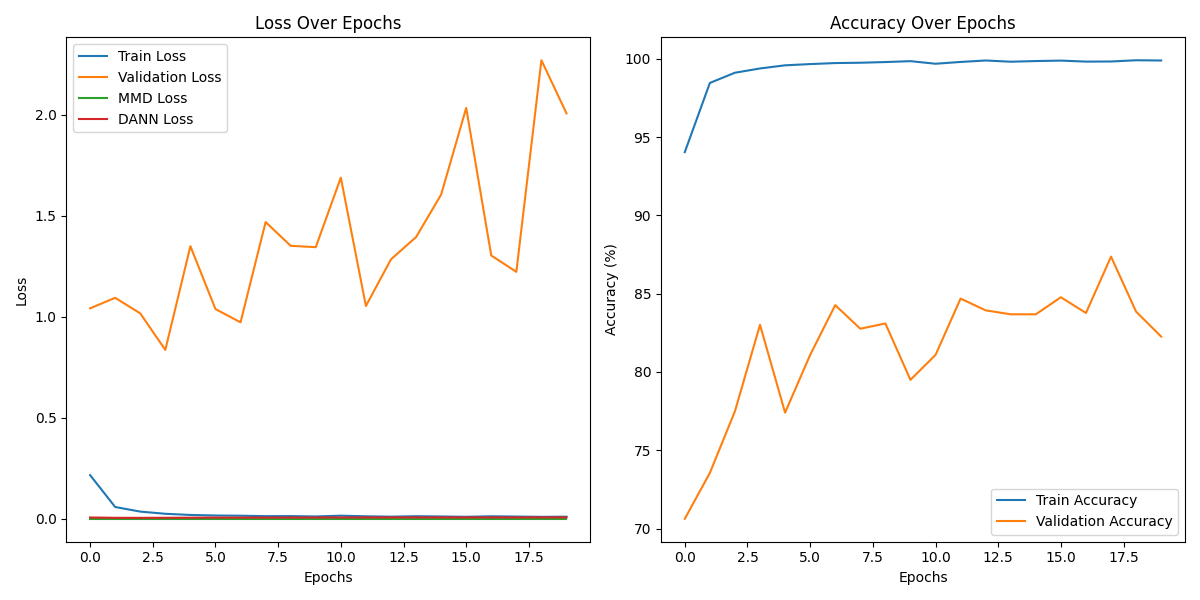 Loss Over Epochs
Train Loss
Validation Loss
MMD Loss
DANN Loss
2.0
1.5
1.0
0.5
0.0
Loss
0.0 2.5 5.0 7.5 10.0 12.5 15.0 17.5
Epochs
Accuracy Over Epochs
100
95
90
85
80
75
70
Accuracy (%)
Train Accuracy
Validation Accuracy
0.0 2.5 5.0 7.5 10.0 12.5 15.0 17.5
Epochs